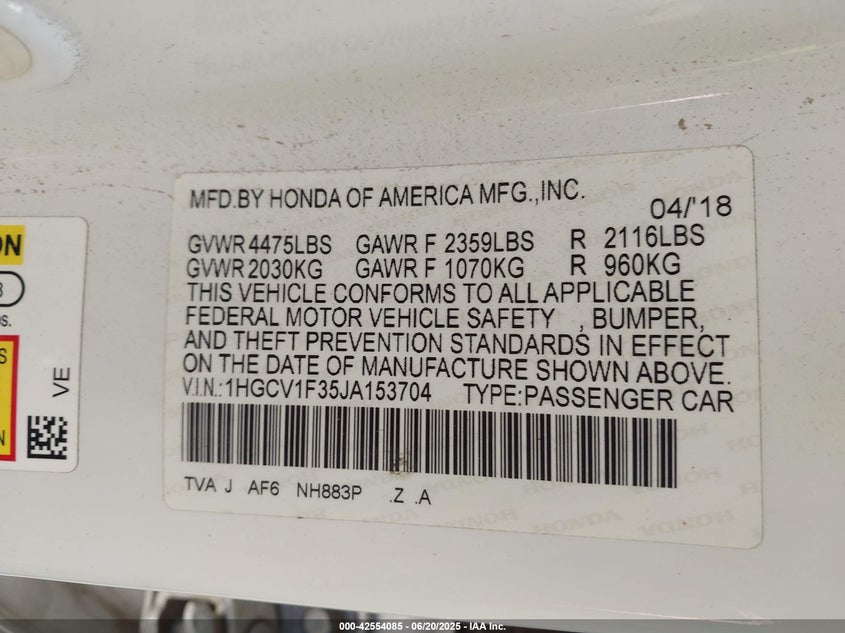 MFD.BY HONDA OF AMERICA MFG.,INC.
04/'18
GVWR 4475LBS GAWR F 2359LBS R 2116LBS
GVWR 2030KG GAWR F 1070KG R 960KG
THIS VEHICLE CONFORMS TO ALL APPLICABLE
FEDERAL MOTOR VEHICLE SAFETY , BUMPER,
AND THEFT PREVENTION STANDARDS IN EFFECT
ON THE DATE OF MANUFACTURE SHOWN ABOVE.
V.I.N.:1HGCV1F35JA153704 TYPE:PASSENGER CAR
TVA J AF6 NH883P .Z .A
VE
HONDA HONDA HONDA
000-42554085 - 06/20/2025 - IAA Inc.